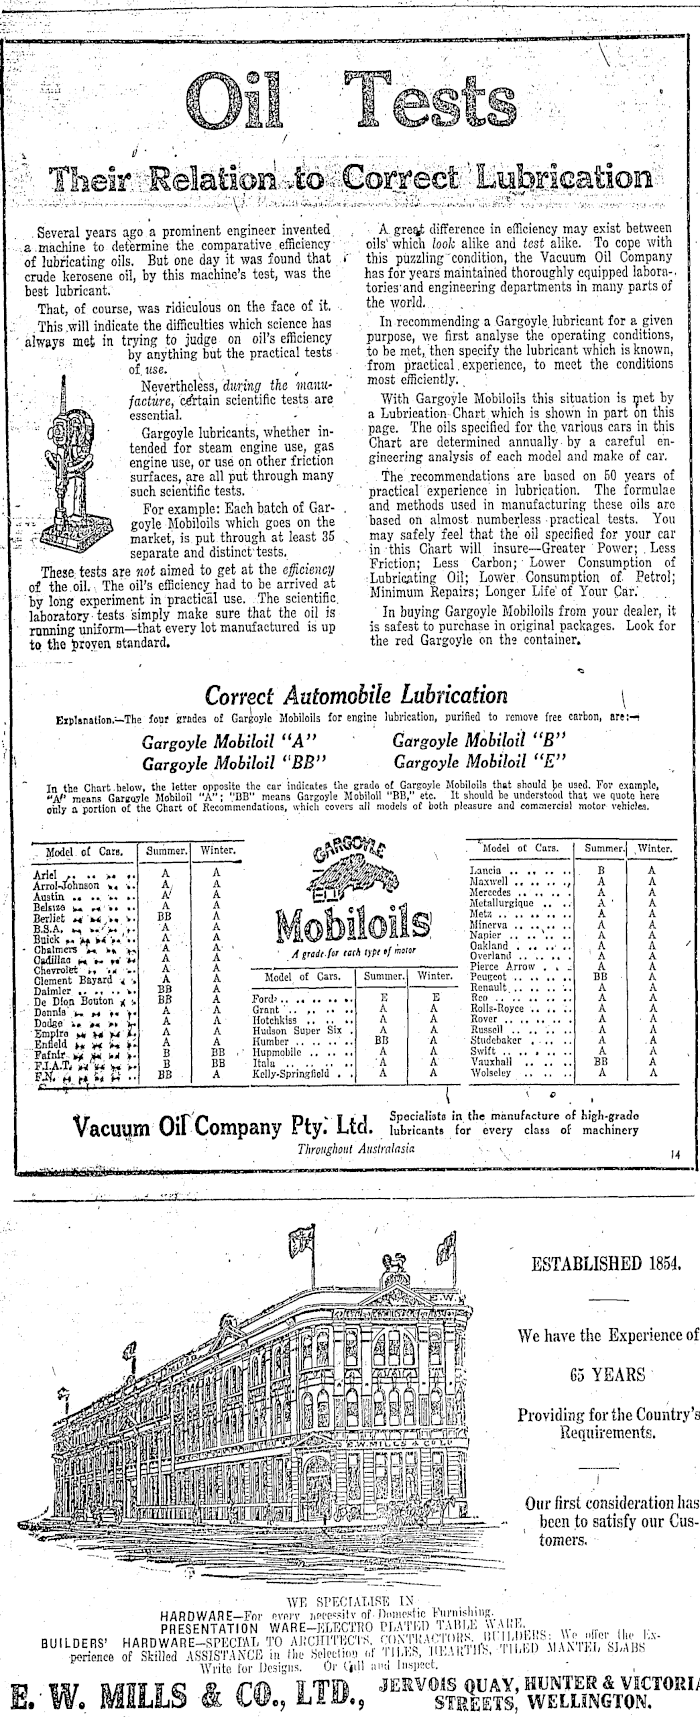 Oil Tests
Their Relation to Correct Lubrication
Several years ago a prominent engineer invented
a machine to determine the comparative efficiency
of lubricating oils. But one day it was found that
crude kerosene oil, by this machine's test, was the
best lubricant.
That, of course, was ridiculous on the face of it.
This will indicate the difficulties which science has
always met in trying to judge on oil's efficiency
by anything but the practical tests
of use.
Nevertheless, during the manu-
facture, certain scientific tests are
essential.
Gargoyle lubricants, whether in-
tended for steam engine use, gas
engine use, or use on other friction
surfaces, are all put through many
such scientific tests.
For example: Each batch of Gar-
goyle Mobiloils which goes on the
market, is put through at least 35
separate and distinct tests.
These tests are not aimed to get at the efficiency
of the oil. The oil's efficiency had to be arrived at
by long experiment in practical use. The scientific
laboratory tests simply make sure that the oil is
running uniform—that every lot manufactured is up
to the proven standard.
A great difference in efficiency may exist between
oils which look alike and test alike. To cope with
this puzzling condition, the Vacuum Oil Company
has for years maintained thoroughly equipped labora-
tories and engineering departments in many parts of
the world.
In recommending a Gargoyle lubricant for a given
purpose, we first analyse the operating conditions,
to be met, then specify the lubricant which is known,
from practical experience, to meet the conditions
most efficiently.
With Gargoyle Mobiloils this situation is met by
a Lubrication Chart which is shown in part on this
page. The oils specified for the various cars in this
Chart are determined annually by a careful en-
gineering analysis of each model and make of car.
The recommendations are based on 50 years of
practical experience in lubrication. The formulae
and methods used in manufacturing these oils are
based on almost numberless practical tests. You
may safely feel that the oil specified for your car
in this Chart will insure—Greater Power; Less
Friction; Less Carbon; Lower Consumption of
Lubricating Oil; Lower Consumption of Petrol;
Minimum Repairs; Longer Life of Your Car.
In buying Gargoyle Mobiloils from your dealer, it
is safest to purchase in original packages. Look for
the red Gargoyle on the container.
Correct Automobile Lubrication
Explanation.—The four grades of Gargoyle Mobiloils for engine lubrication, purified to remove free carbon, are:—
Gargoyle Mobiloil "A" Gargoyle Mobiloil "B"
Gargoyle Mobiloil "BB" Gargoyle Mobiloil "E"
In the Chart below, the letter opposite the car indicates the grade of Gargoyle Mobiloils that should be used. For example,
"A" means Gargoyle Mobiloil "A"; "BB" means Gargoyle Mobiloil "BB," etc. It should be understood that we quote here
only a portion of the Chart of Recommendations, which covers all models of both pleasure and commercial motor vehicles.
Model of Cars. Summer. Winter.
Ariel .. .. .. .. A A
Arrol-Johnson .. .. A A
Austin .. .. .. .. A A
Belsize .. .. .. .. A A
Berliet .. .. .. .. BB A
B.S.A. .. .. .. .. A A
Buick .. .. .. .. A A
Chalmers .. .. .. A A
Cadillac .. .. .. A A
Chevrolet .. .. .. A A
Clement Bayard .. A A
Daimler .. .. .. BB A
De Dion Bouton .. BB A
Dennis .. .. .. .. A A
Dodge .. .. .. .. A A
Empire .. .. .. .. A A
Enfield .. .. .. .. A A
Fafnir .. .. .. .. B BB
F.I.A.T. .. .. .. .. B BB
F.N. .. .. .. .. BB A
GARGOYLE
Mobiloils
A grade for each type of motor
Model of Cars. Summer. Winter.
Ford .. .. .. .. E E
Grant .. .. .. .. A A
Hotchkiss .. .. .. A A
Hudson Super Six . A A
Humber .. .. .. BB A
Hupmobile .. .. .. A A
Itala .. .. .. .. A A
Kelly-Springfield . . A A
Model of Cars. Summer. Winter.
Lancia .. .. .. .. B A
Maxwell .. .. .. .. A A
Mercedes .. .. .. A A
Metallurgique .. .. A A
Metz .. .. .. .. A A
Minerva .. .. .. A A
Napier .. .. .. .. A A
Oakland .. .. .. A A
Overland .. .. .. A A
Pierce Arrow . . . A A
Peugeot .. .. .. BB A
Renault .. .. .. .. A A
Reo .. .. .. .. A A
Rolls-Royce .. .. A A
Rover .. .. .. .. A A
Russell .. .. .. .. A A
Studebaker .. .. A A
Swift .. .. .. .. A A
Vauxhall .. .. .. BB A
Wolseley .. .. .. A A
Vacuum Oil Company Pty. Ltd. Specialists in the manufacture of high-grade
lubricants for every class of machinery
Throughout Australasia
14
E.W.
E.W. MILLS & CO LD
ESTABLISHED 1854.
We have the Experience of
65 YEARS
Providing for the Country's
Requirements.
Our first consideration has
been to satisfy our Cus-
tomers.
WE SPECIALISE IN
HARDWARE—For every necessity of Domestic Furnishing.
PRESENTATION WARE—ELECTRO PLATED TABLE WARE.
BUILDERS' HARDWARE—SPECIAL TO ARCHITECTS, CONTRACTORS, BUILDERS: We offer the Ex-
perience of Skilled ASSISTANCE in the Selection of TILES, HEARTHS, TILED MANTEL SLABS
Write for Designs. Or Call and Inspect.
E. W. MILLS & CO., LTD., JERVOIS QUAY, HUNTER & VICTORIA
STREETS, WELLINGTON.